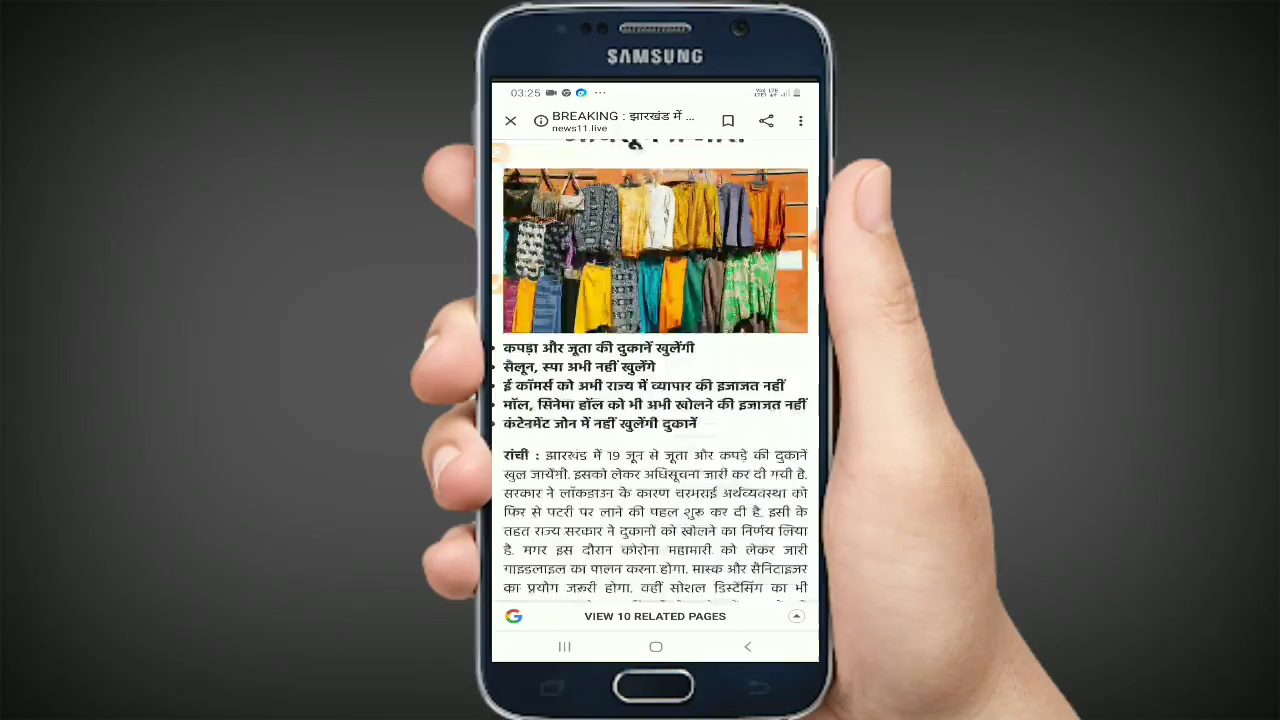 SAMSUNG
03:25
BREAKING : झारखंड में ...
news11.live
कपड़ा और जूता की दुकानें खुलेंगी
सैलून, स्पा अभी नहीं खुलेंगे
ई कॉमर्स को अभी राज्य में व्यापार की इजाजत नहीं
मॉल, सिनेमा हॉल को भी अभी खोलने की इजाजत नहीं
कंटेनमेंट जोन में नहीं खुलेंगी दुकानें
रांची : झारखंड में 19 जून से जूता और कपड़े की दुकानें
खुल जायेंगी. इसको लेकर अधिसूचना जारी कर दी गयी है.
सरकार ने लॉकडाउन के कारण चरमराई अर्थव्यवस्था को
फिर से पटरी पर लाने की पहल शुरू कर दी है. इसी के
तहत राज्य सरकार ने दुकानों को खोलने का निर्णय लिया
है. मगर इस दौरान कोरोना महामारी को लेकर जारी
गाइडलाइल का पालन करना होगा. मास्क और सैनिटाइजर
का प्रयोग जरूरी होगा. वहीं सोशल डिस्टेंसिंग का भी
VIEW 10 RELATED PAGES